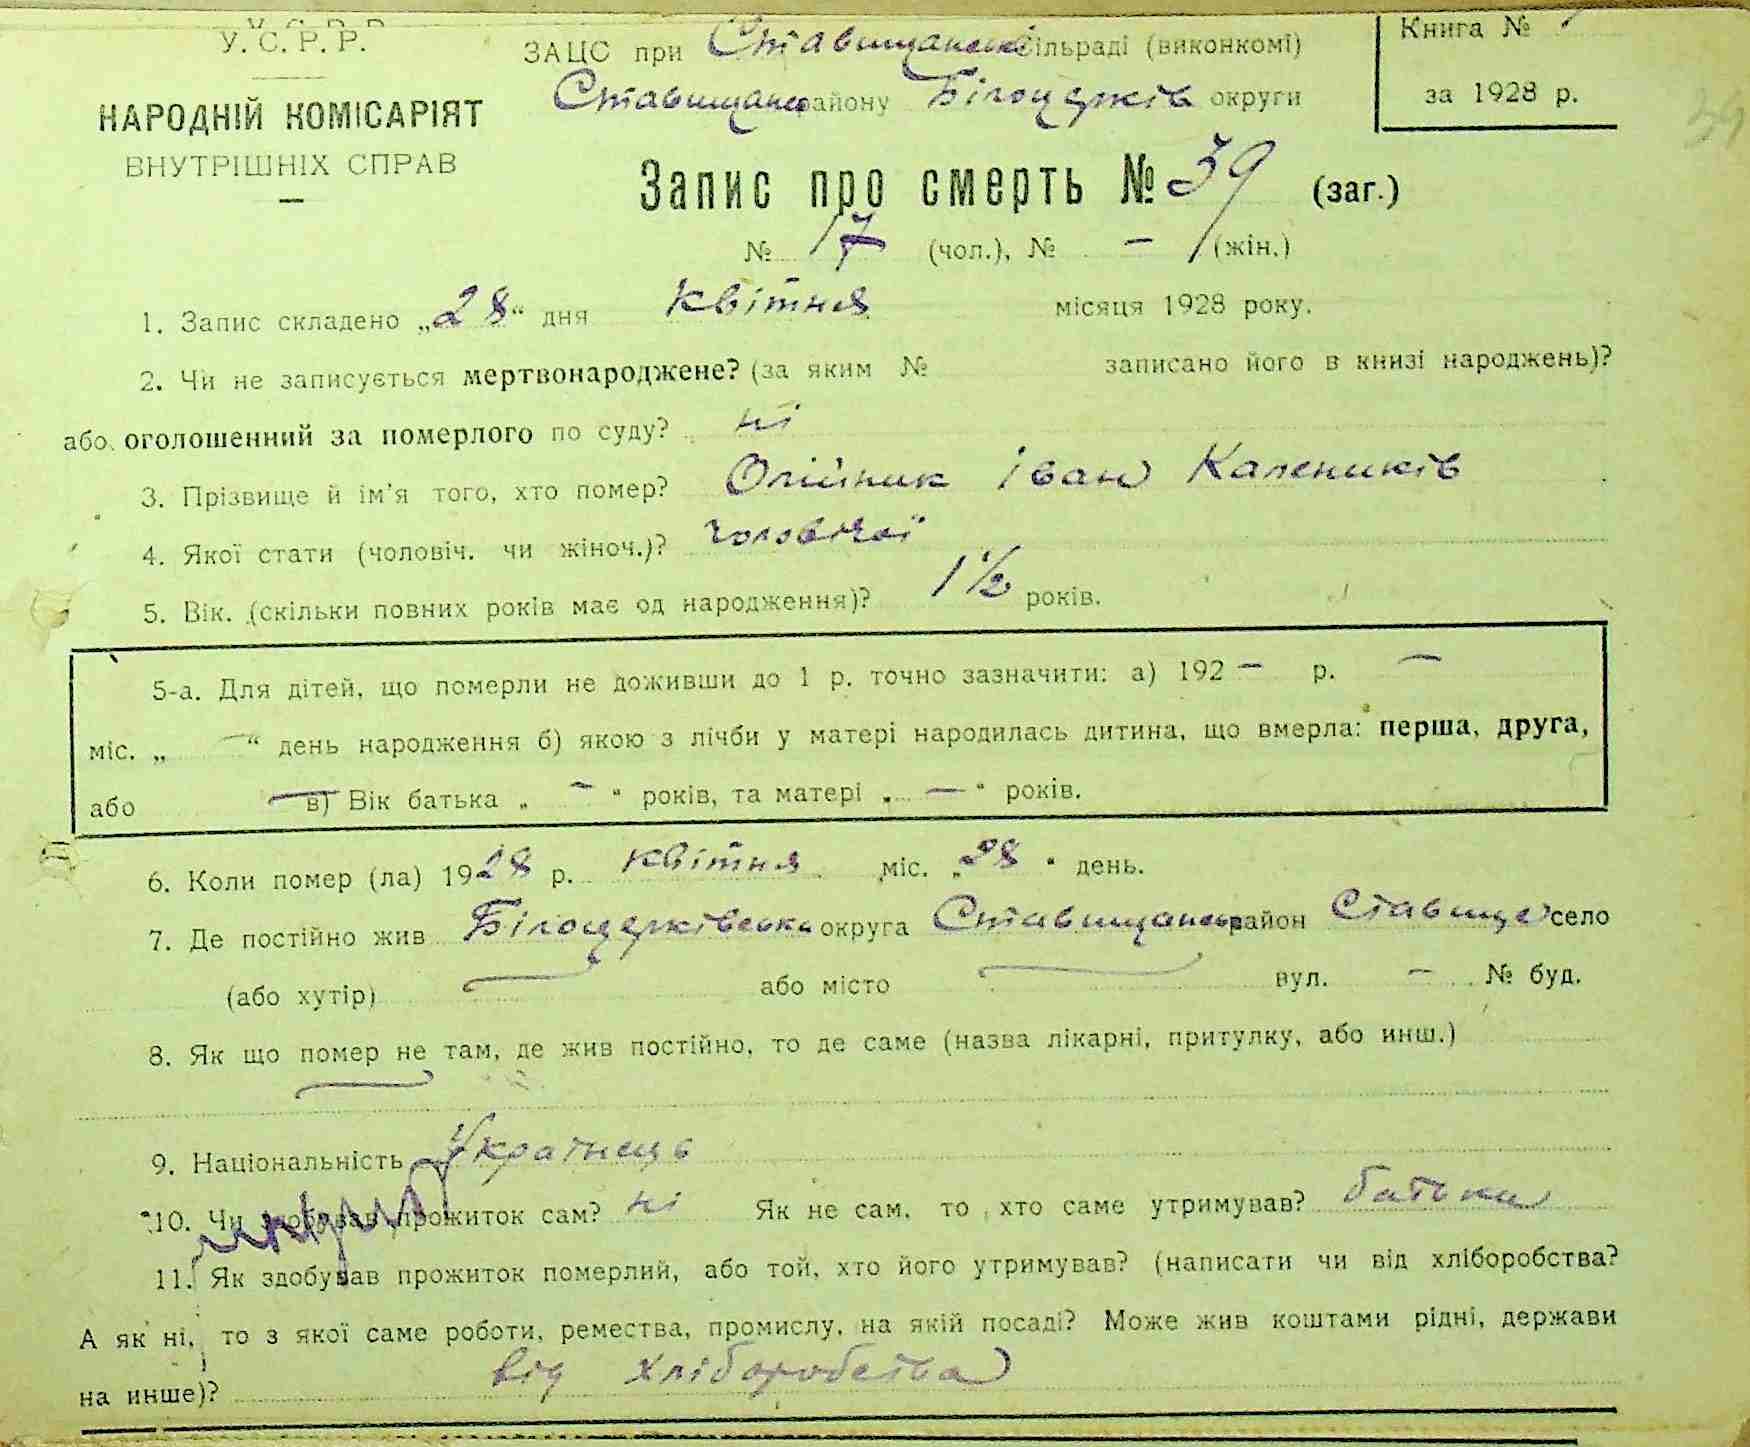 У. С. Р. Р.
НАРОДНІЙ КОМІСАРІЯТ
ВНУТРІШНІХ СПРАВ
ЗАЦС при Ставищанській сільраді (виконкомі)
Ставищансь району Білоцерків округи
Книга №
за 1928 р.
39
Запис про смерть № 39 (заг.)
№ 17 (чол.), № — (жін.)
1. Запис складено „28“ дня квітня місяця 1928 року.
2. Чи не записується мертвонароджене? (за яким № записано його в книзі народжень)?
або оголошенний за померлого по суду? ні
3. Прізвище й ім'я того, хто помер? Олійник Іван Калеників
4. Якої стати (чоловіч. чи жіноч.)? чоловічої
5. Вік. (скільки повних років має од народження)? 1 1/2 років.
5-а. Для дітей, що померли не доживши до 1 р. точно зазначити: а) 192 — р. —
міс. „ — “ день народження б) якою з лічби у матері народилась дитина, що вмерла: перша, друга,
або — в) Вік батька „ — “ років, та матері „ — “ років.
6. Коли помер (ла) 1928 р. квітня міс. „28“ день.
7. Де постійно жив Білоцерківська округа Ставищанськ район Ставище село
(або хутір) — або місто — вул. — № буд.
8. Як що помер не там, де жив постійно, то де саме (назва лікарні, притулку, або инш.)
—
9. Національність Українець
10. Чи здобував прожиток сам? ні Як не сам, то хто саме утримував? батьки
11. Як здобував прожиток померлий, або той, хто його утримував? (написати чи від хліборобства?
А як ні, то з якої саме роботи, ремества, промислу, на якій посаді? Може жив коштами рідні, держави
на инше)? від хліборобства